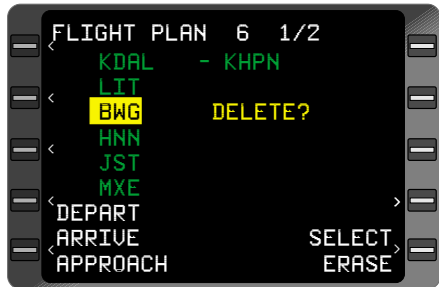 FLIGHT PLAN 6 1/2
KDAL - KHPN
LIT
BWG DELETE?
HNN
JST
MXE
DEPART
ARRIVE SELECT
APPROACH ERASE